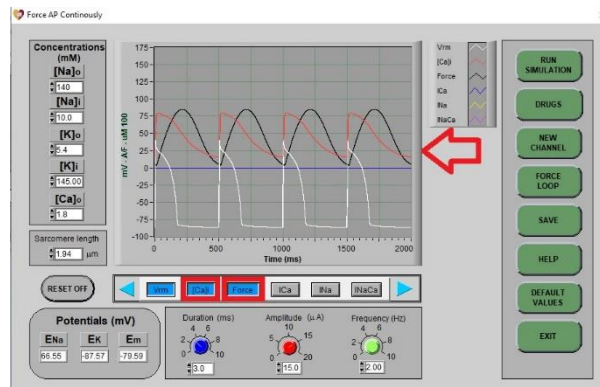 Force AP Continously
Concentrations
(mM)
[Na]o
140
[Na]i
10.0
[K]o
5.4
[K]i
145.00
[Ca]o
1.8
Sarcomere length
1.94 μm
RESET OFF
mV A/F uM 100
175
150
125
100
75
50
25
0
-25
-50
-75
-100
0 500 1000 1500 2000
Time (ms)
Vrm
[Ca]i
Force
ICa
INa
INaCa
Vrm [Ca]i Force ICa INa INaCa
Potentials (mV)
ENa EK Em
66.55 -87.57 -79.59
Duration (ms)
4 6
2 8
0 10
3.0
Amplitude (μA)
10
5 15
0 20
15.0
Frequency (Hz)
4 6
2 8
0 10
2.00
RUN
SIMULATION
DRUGS
NEW
CHANNEL
FORCE
LOOP
SAVE
HELP
DEFAULT
VALUES
EXIT